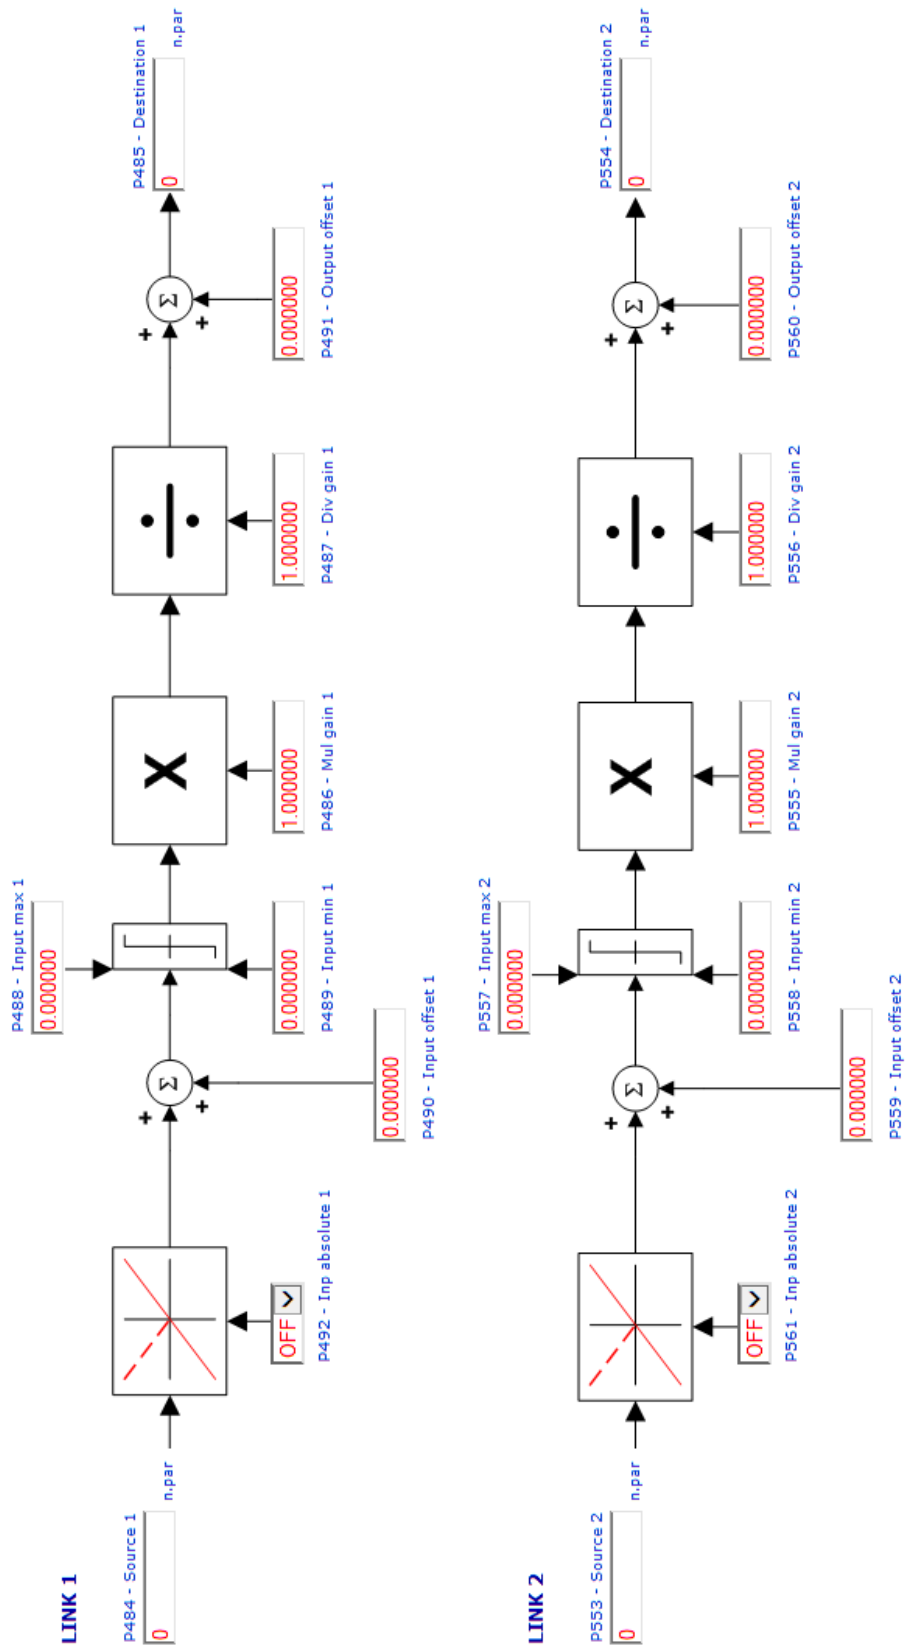 LINK 1
P484 - Source 1
0
n.par
P492 - Inp absolute 1
OFF
+
+
Σ
P490 - Input offset 1
0.000000
P488 - Input max 1
0.000000
P489 - Input min 1
0.000000
X
P486 - Mul gain 1
1.000000
÷
P487 - Div gain 1
1.000000
+
+
Σ
P491 - Output offset 1
0.000000
P485 - Destination 1
0
n.par
LINK 2
P553 - Source 2
0
n.par
P561 - Inp absolute 2
OFF
+
+
Σ
P559 - Input offset 2
0.000000
P557 - Input max 2
0.000000
P558 - Input min 2
0.000000
X
P555 - Mul gain 2
1.000000
÷
P556 - Div gain 2
1.000000
+
+
Σ
P560 - Output offset 2
0.000000
P554 - Destination 2
0
n.par